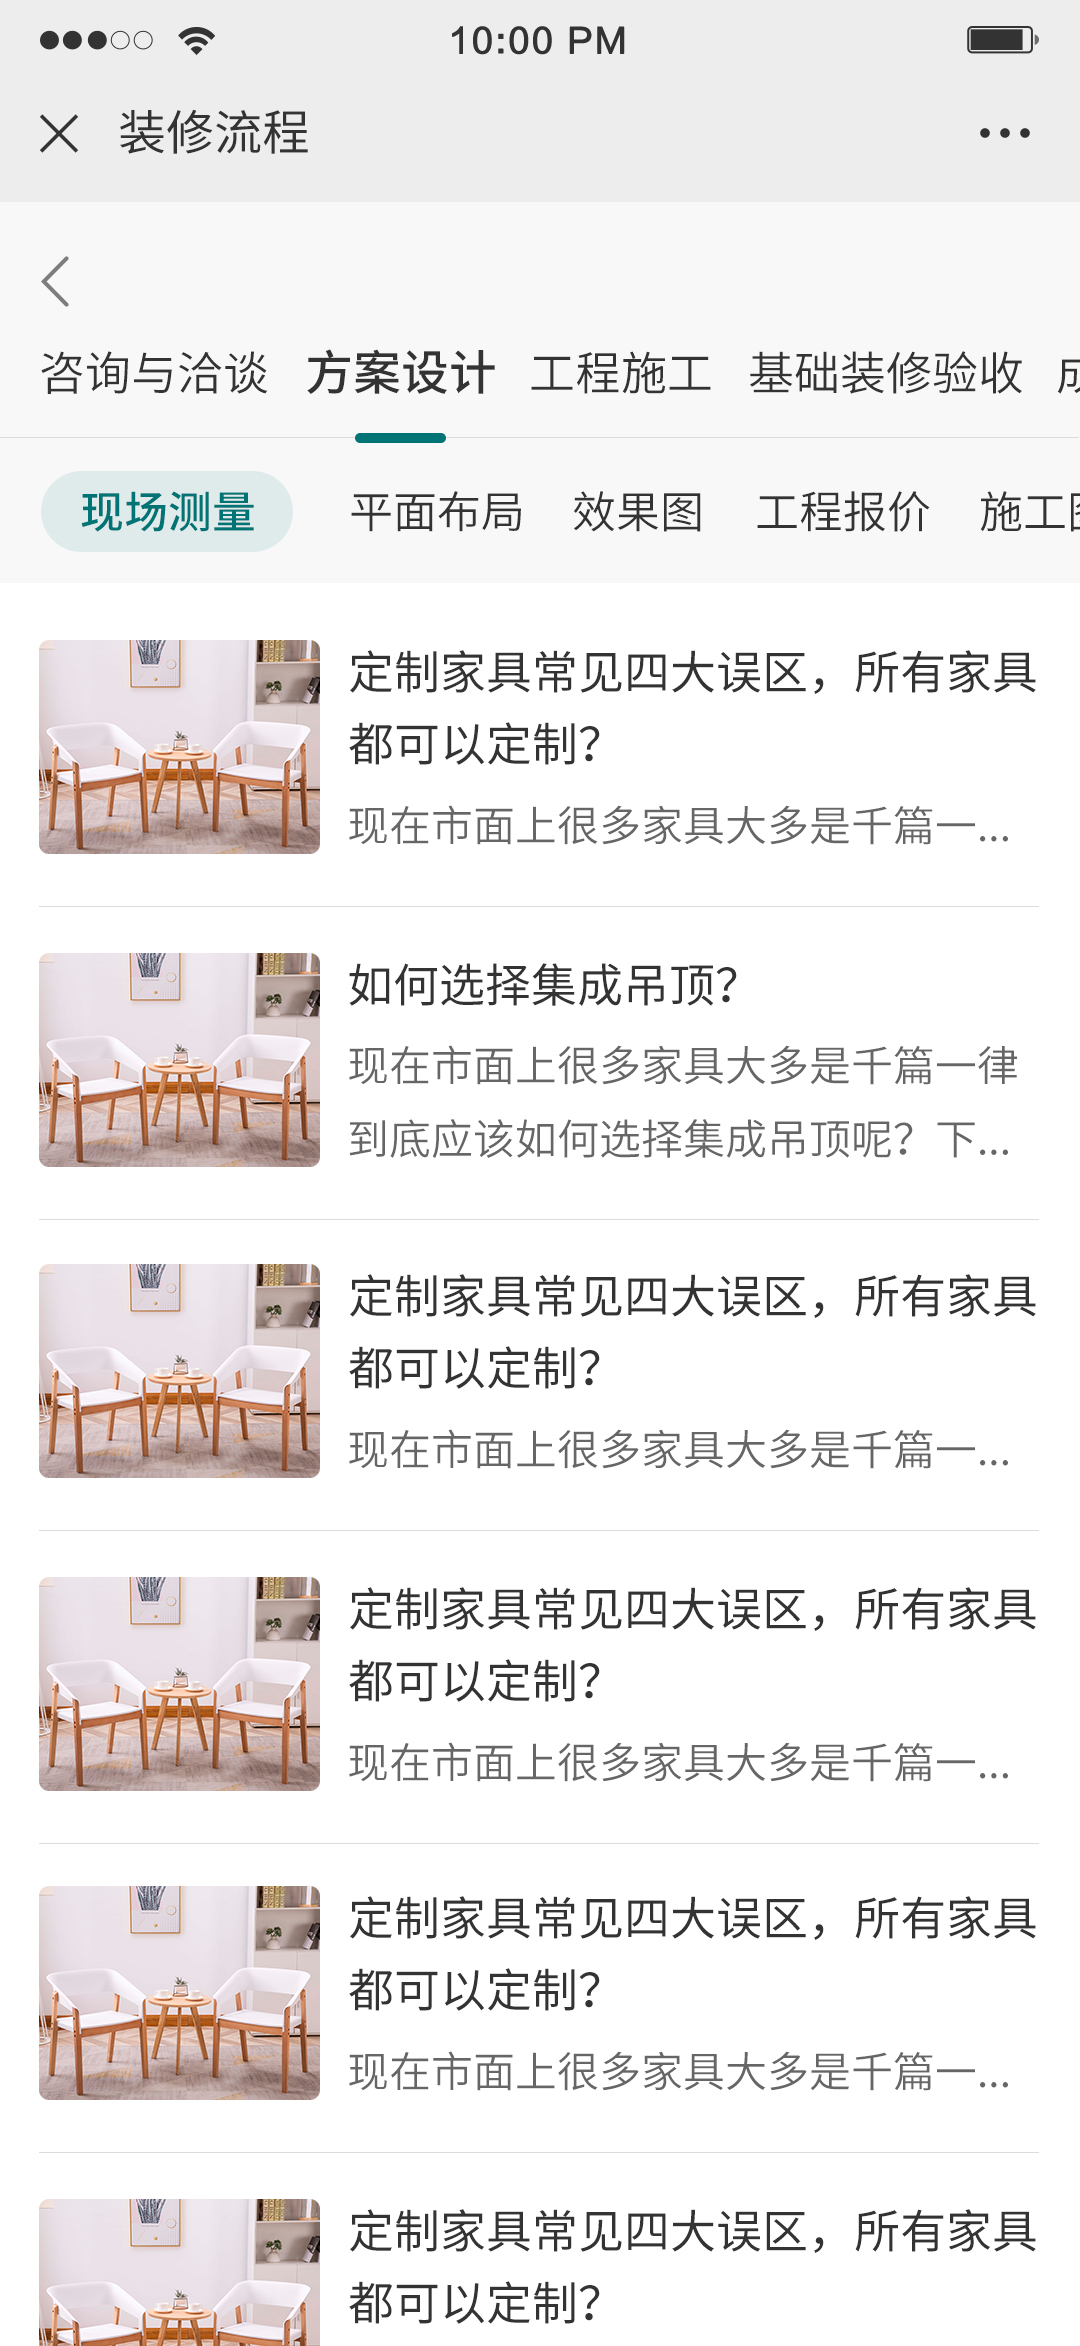 10:00 PM
装修流程
咨询与洽谈 方案设计 工程施工 基础装修验收
现场测量 平面布局 效果图 工程报价 施工图
定制家具常见四大误区，所有家具
都可以定制？
现在市面上很多家具大多是千篇一...
如何选择集成吊顶？
现在市面上很多家具大多是千篇一律
到底应该如何选择集成吊顶呢？下...
定制家具常见四大误区，所有家具
都可以定制？
现在市面上很多家具大多是千篇一...
定制家具常见四大误区，所有家具
都可以定制？
现在市面上很多家具大多是千篇一...
定制家具常见四大误区，所有家具
都可以定制？
现在市面上很多家具大多是千篇一...
定制家具常见四大误区，所有家具
都可以定制？